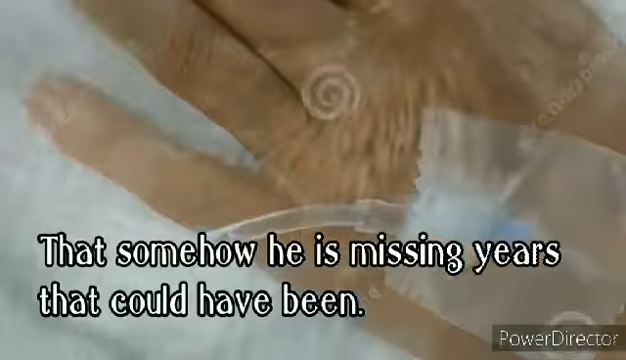 That somehow he is missing years
that could have been.
PowerDirector